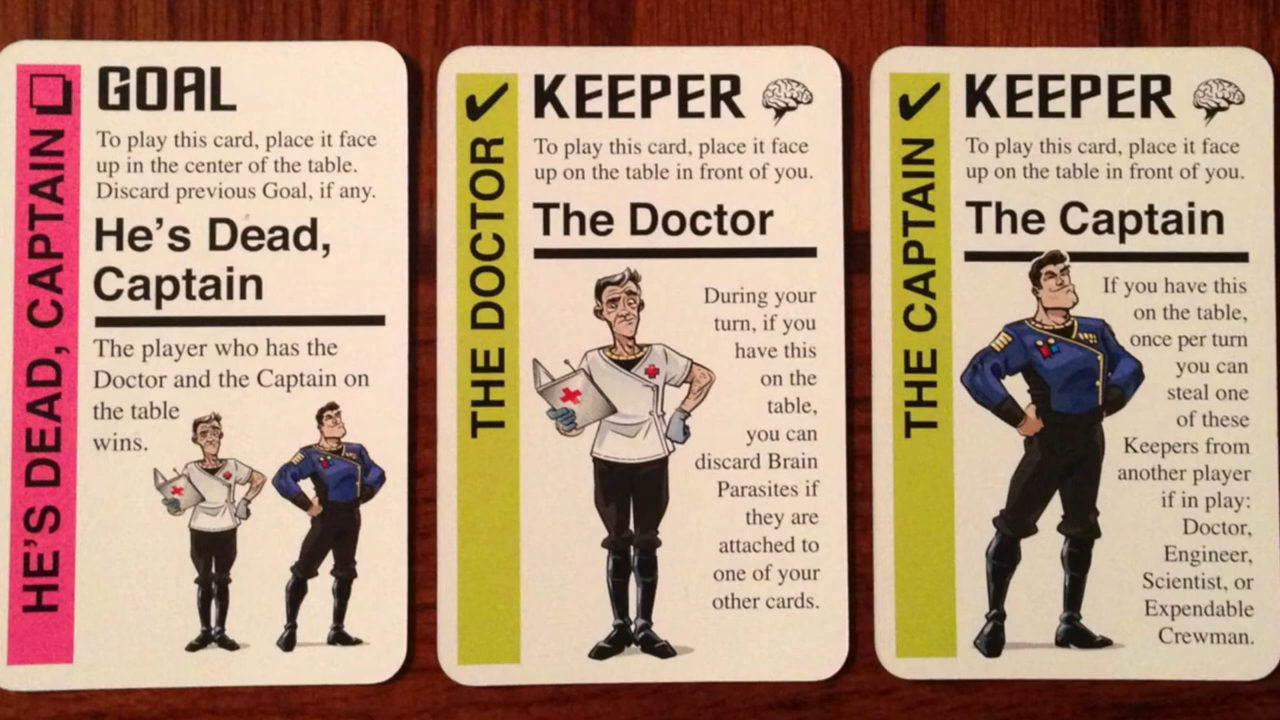 HE'S DEAD, CAPTAIN
GOAL
To play this card, place it face
up in the center of the table.
Discard previous Goal, if any.
He's Dead,
Captain
The player who has the
Doctor and the Captain on
the table
wins.
THE DOCTOR
KEEPER
To play this card, place it face
up on the table in front of you.
The Doctor
During your
turn, if you
have this
on the
table,
you can
discard Brain
Parasites if
they are
attached to
one of your
other cards.
THE CAPTAIN
KEEPER
To play this card, place it face
up on the table in front of you.
The Captain
If you have this
on the table,
once per turn
you can
steal one
of these
Keepers from
another player
if in play:
Doctor,
Engineer,
Scientist, or
Expendable
Crewman.